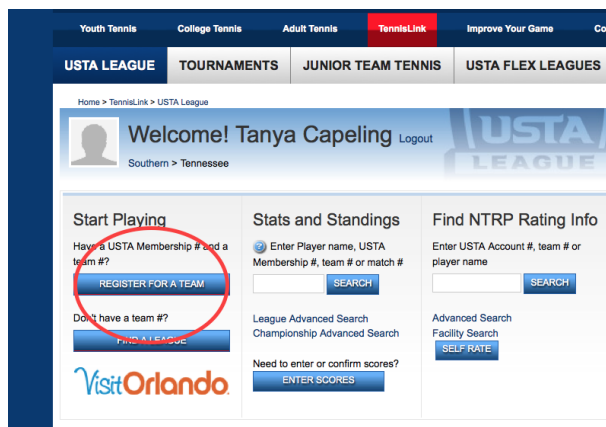 Youth Tennis College Tennis Adult Tennis TennisLink Improve Your Game Co
USTA LEAGUE TOURNAMENTS JUNIOR TEAM TENNIS USTA FLEX LEAGUES
Home > TennisLink > USTA League
Welcome! Tanya Capeling Logout
Southern > Tennessee
USTA
LEAGUE
Start Playing
Have a USTA Membership # and a
team #?
REGISTER FOR A TEAM
Don't have a team #?
FIND A LEAGUE
Visit Orlando
Stats and Standings
Enter Player name, USTA
Membership #, team # or match #
SEARCH
League Advanced Search
Championship Advanced Search
Need to enter or confirm scores?
ENTER SCORES
Find NTRP Rating Info
Enter USTA Account #, team # or
player name
SEARCH
Advanced Search
Facility Search
SELF RATE